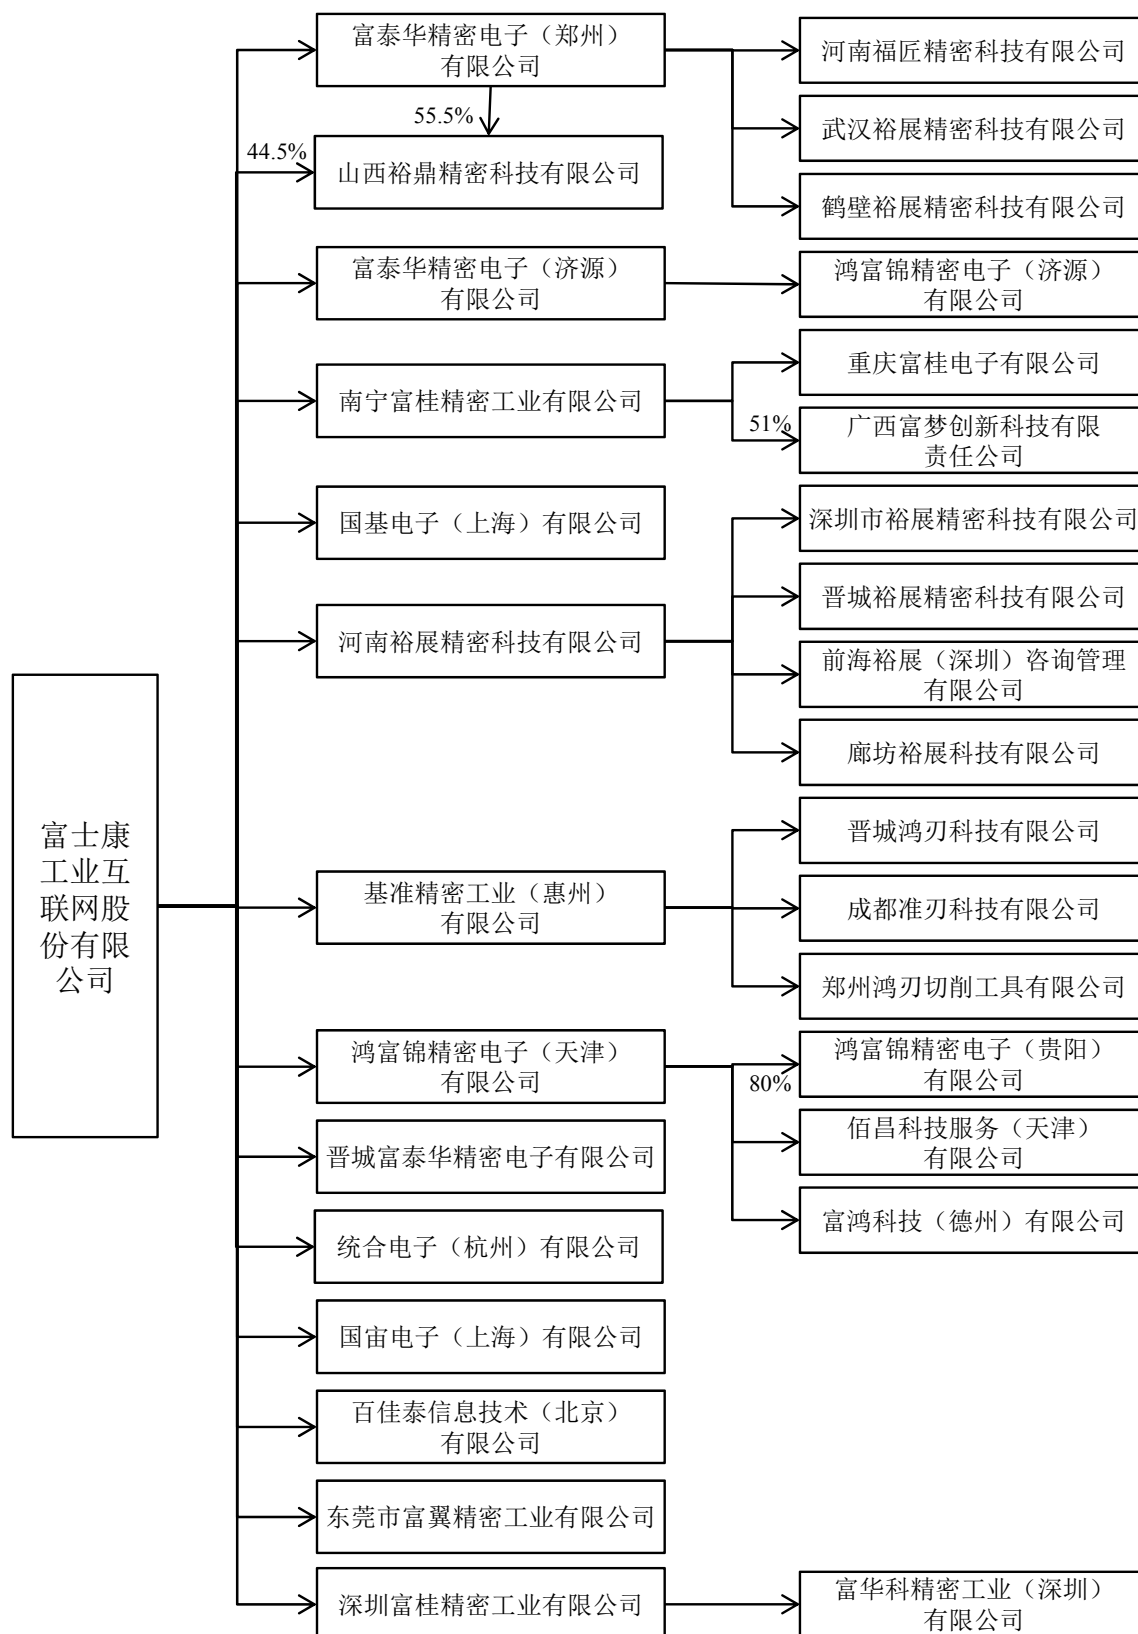 富士康
工业互
联网股
份有限
公司
富泰华精密电子（郑州）
有限公司
55.5%
44.5%
山西裕鼎精密科技有限公司
富泰华精密电子（济源）
有限公司
南宁富桂精密工业有限公司
国基电子（上海）有限公司
河南裕展精密科技有限公司
基准精密工业（惠州）
有限公司
鸿富锦精密电子（天津）
有限公司
晋城富泰华精密电子有限公司
统合电子（杭州）有限公司
国宙电子（上海）有限公司
百佳泰信息技术（北京）
有限公司
东莞市富翼精密工业有限公司
深圳富桂精密工业有限公司
河南福匠精密科技有限公司
武汉裕展精密科技有限公司
鹤壁裕展精密科技有限公司
鸿富锦精密电子（济源）
有限公司
重庆富桂电子有限公司
51%
广西富梦创新科技有限
责任公司
深圳市裕展精密科技有限公司
晋城裕展精密科技有限公司
前海裕展（深圳）咨询管理
有限公司
廊坊裕展科技有限公司
晋城鸿刃科技有限公司
成都准刃科技有限公司
郑州鸿刃切削工具有限公司
鸿富锦精密电子（贵阳）
有限公司
80%
佰昌科技服务（天津）
有限公司
富鸿科技（德州）有限公司
富华科精密工业（深圳）
有限公司